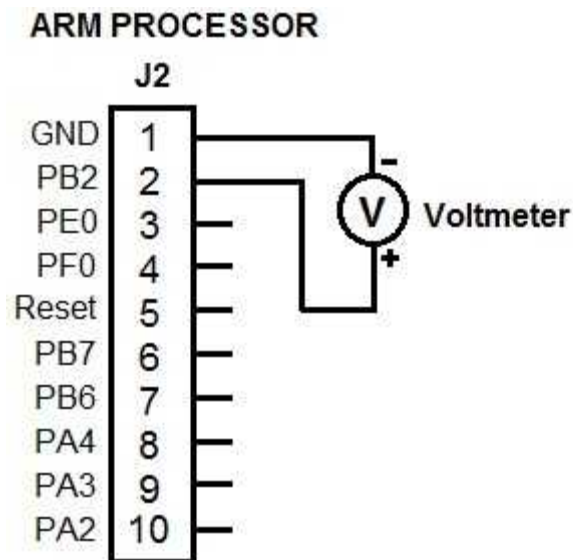 ARM PROCESSOR
J2
GND 1
PB2 2
PE0 3
PF0 4
Reset 5
PB7 6
PB6 7
PA4 8
PA3 9
PA2 10
-
V Voltmeter
+